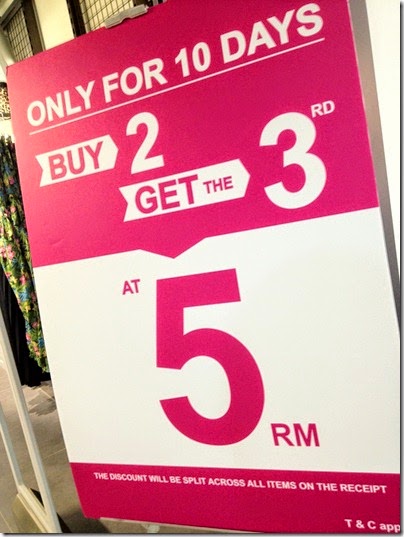 ONLY FOR 10 DAYS
BUY 2
GET THE 3RD
AT 5 RM
THE DISCOUNT WILL BE SPLIT ACROSS ALL ITEMS ON THE RECEIPT
T & C app